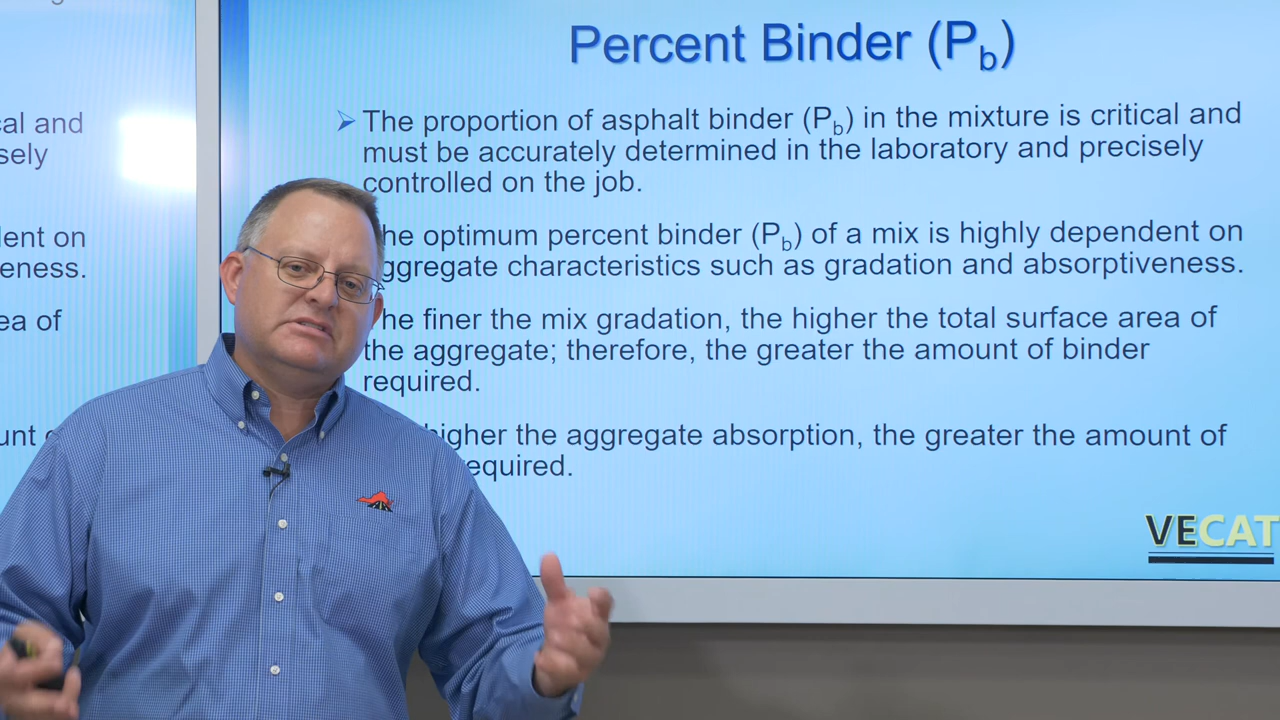 cal and
sely
dent on
eness.
ea of
unt
Percent Binder (Pb)
The proportion of asphalt binder (Pb) in the mixture is critical and
must be accurately determined in the laboratory and precisely
controlled on the job.
he optimum percent binder (Pb) of a mix is highly dependent on
ggregate characteristics such as gradation and absorptiveness.
he finer the mix gradation, the higher the total surface area of
the aggregate; therefore, the greater the amount of binder
required.
higher the aggregate absorption, the greater the amount of
required.
VECAT